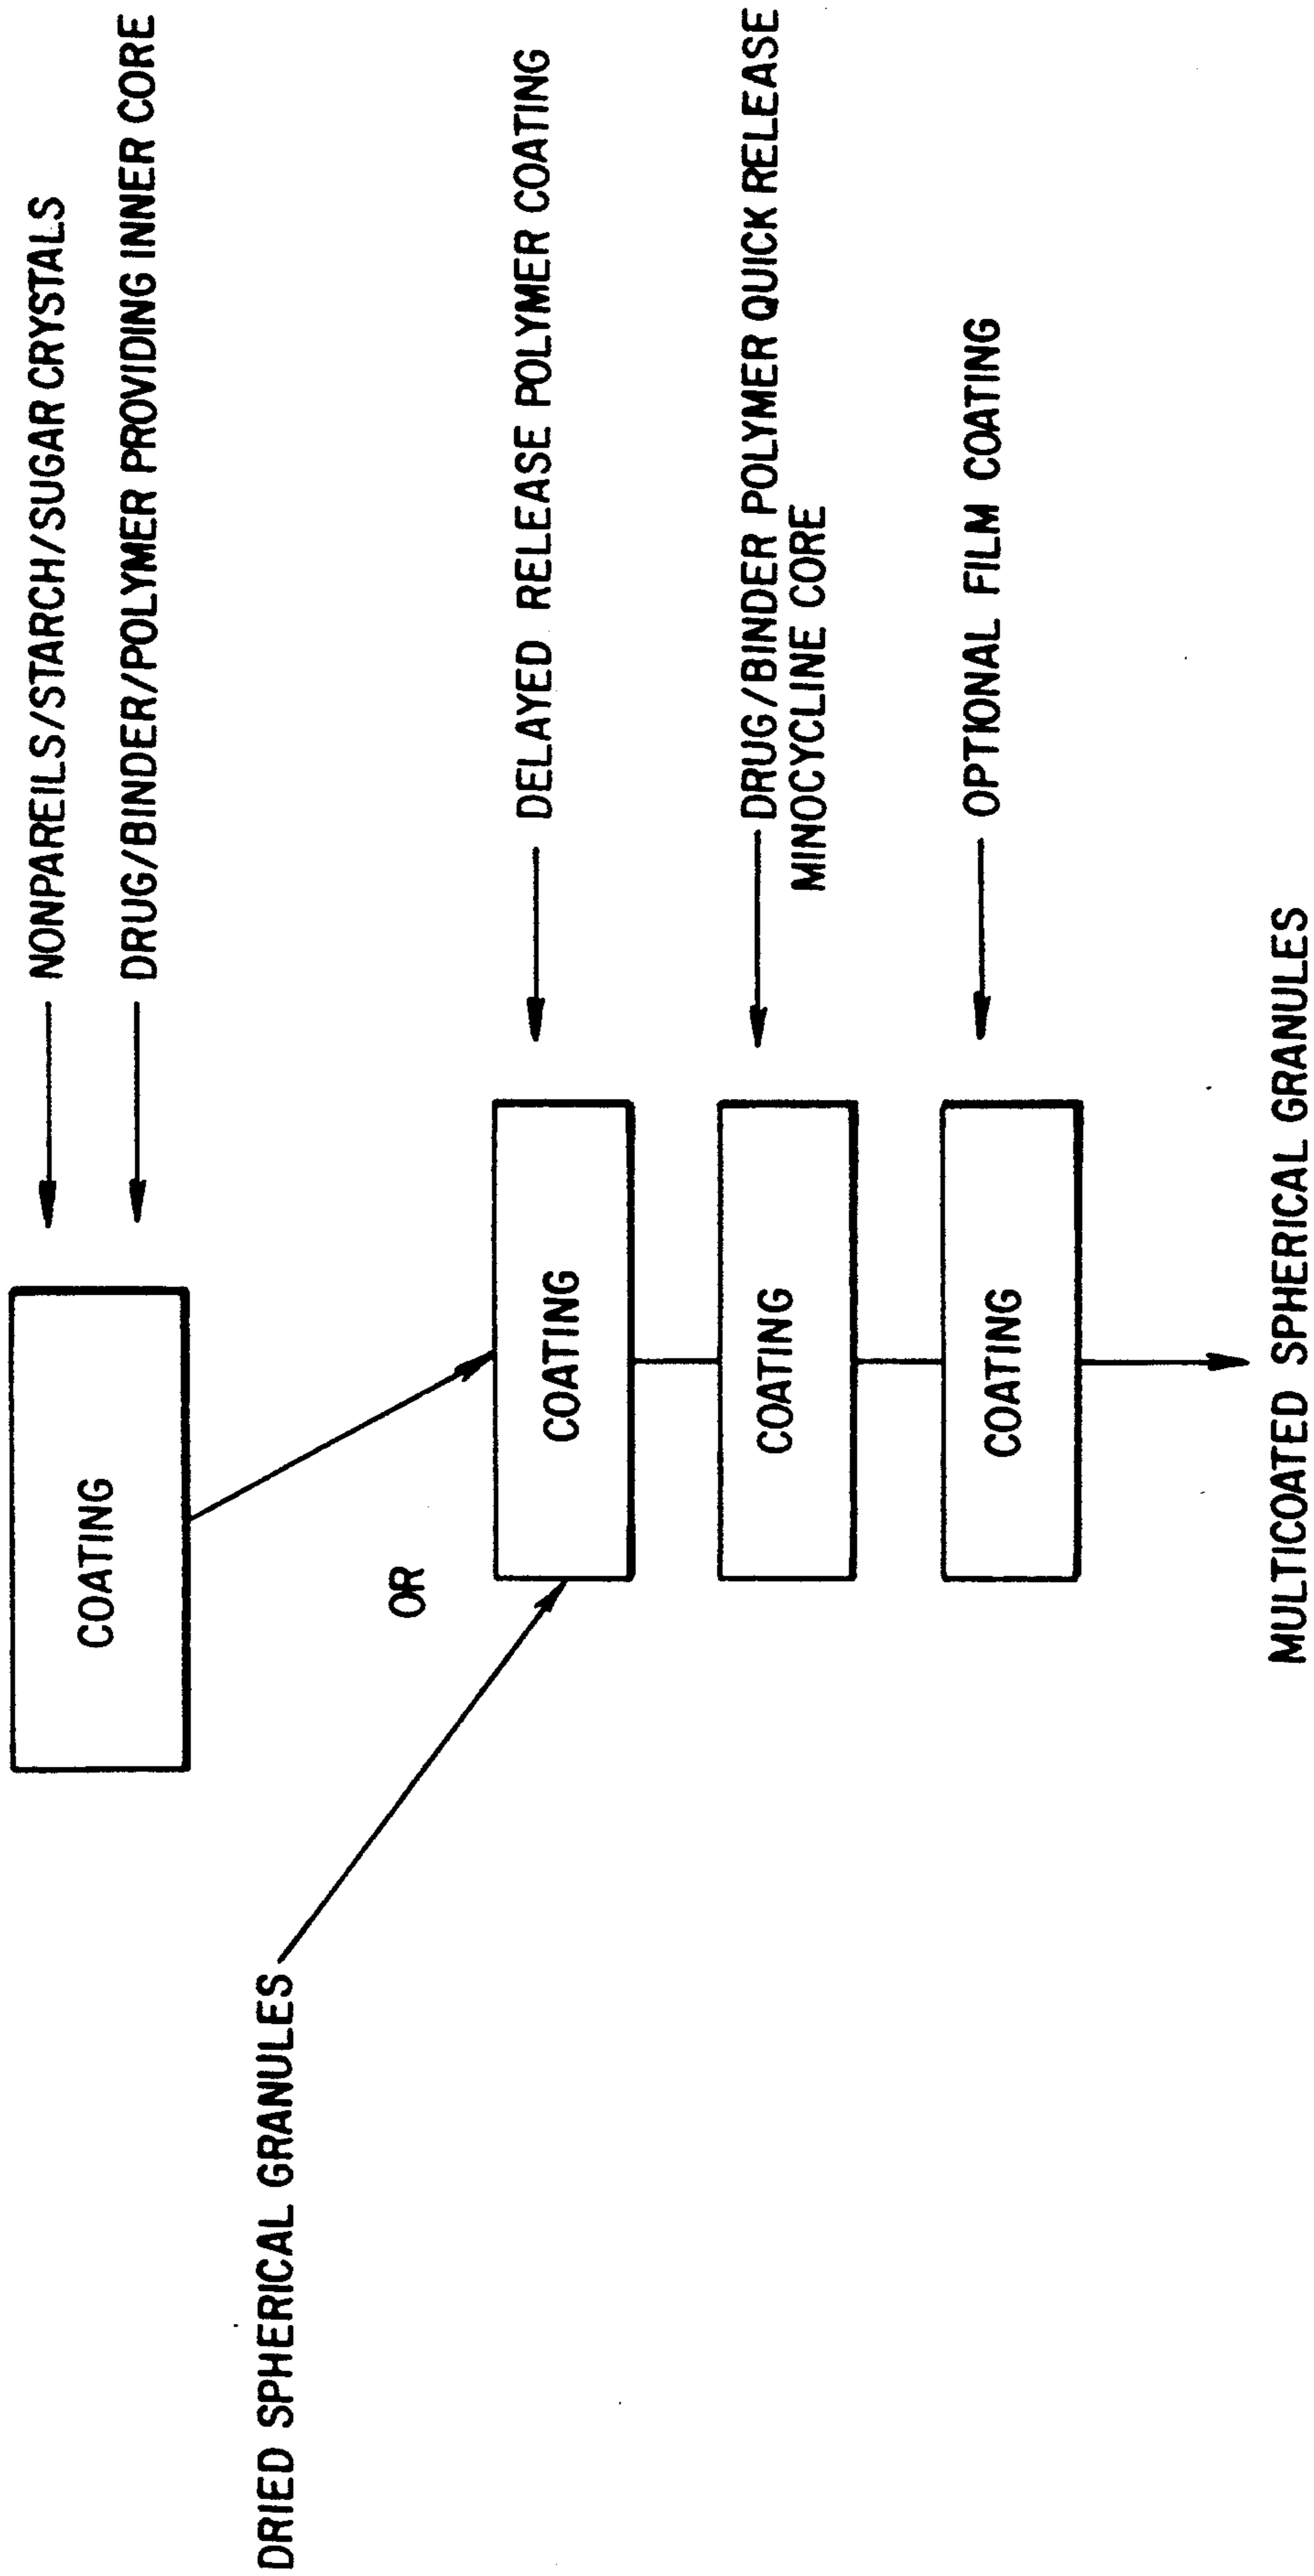 COATING
NONPAREILS/STARCH/SUGAR CRYSTALS
DRUG/BINDER/POLYMER PROVIDING INNER CORE
DRIED SPHERICAL GRANULES
OR
COATING
DELAYED RELEASE POLYMER COATING
COATING
DRUG/BINDER POLYMER QUICK RELEASE
MINOCYCLINE CORE
COATING
OPTIONAL FILM COATING
MULTICOATED SPHERICAL GRANULES